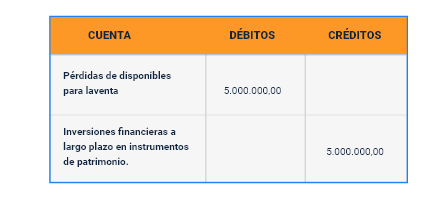 CUENTA DÉBITOS CRÉDITOS
Pérdidas de disponibles
para laventa
5.000.000,00
Inversiones financieras a
largo plazo en instrumentos
de patrimonio.
5.000.000,00